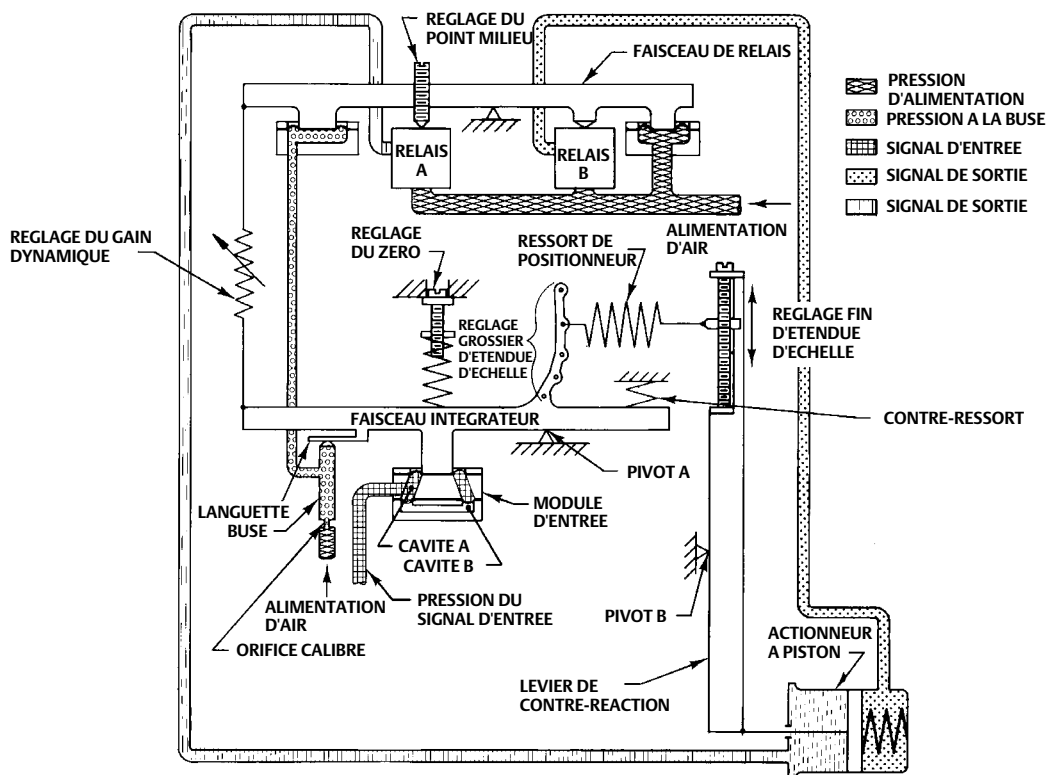 REGLAGE DU
POINT MILIEU
FAISCEAU DE RELAIS
PRESSION
D'ALIMENTATION
PRESSION A LA BUSE
SIGNAL D'ENTREE
SIGNAL DE SORTIE
SIGNAL DE SORTIE
RELAIS
A
RELAIS
B
ALIMENTATION
D'AIR
REGLAGE DU GAIN
DYNAMIQUE
REGLAGE
DU ZERO
RESSORT DE
POSITIONNEUR
REGLAGE
GROSSIER
D'ETENDUE
D'ECHELLE
REGLAGE FIN
D'ETENDUE
D'ECHELLE
FAISCEAU INTEGRATEUR
CONTRE-RESSORT
PIVOT A
LANGUETTE
BUSE
MODULE
D'ENTREE
CAVITE A
CAVITE B
ALIMENTATION
D'AIR
PRESSION DU
SIGNAL D'ENTREE
ORIFICE CALIBRE
PIVOT B
ACTIONNEUR
A PISTON
LEVIER DE
CONTRE-REACTION